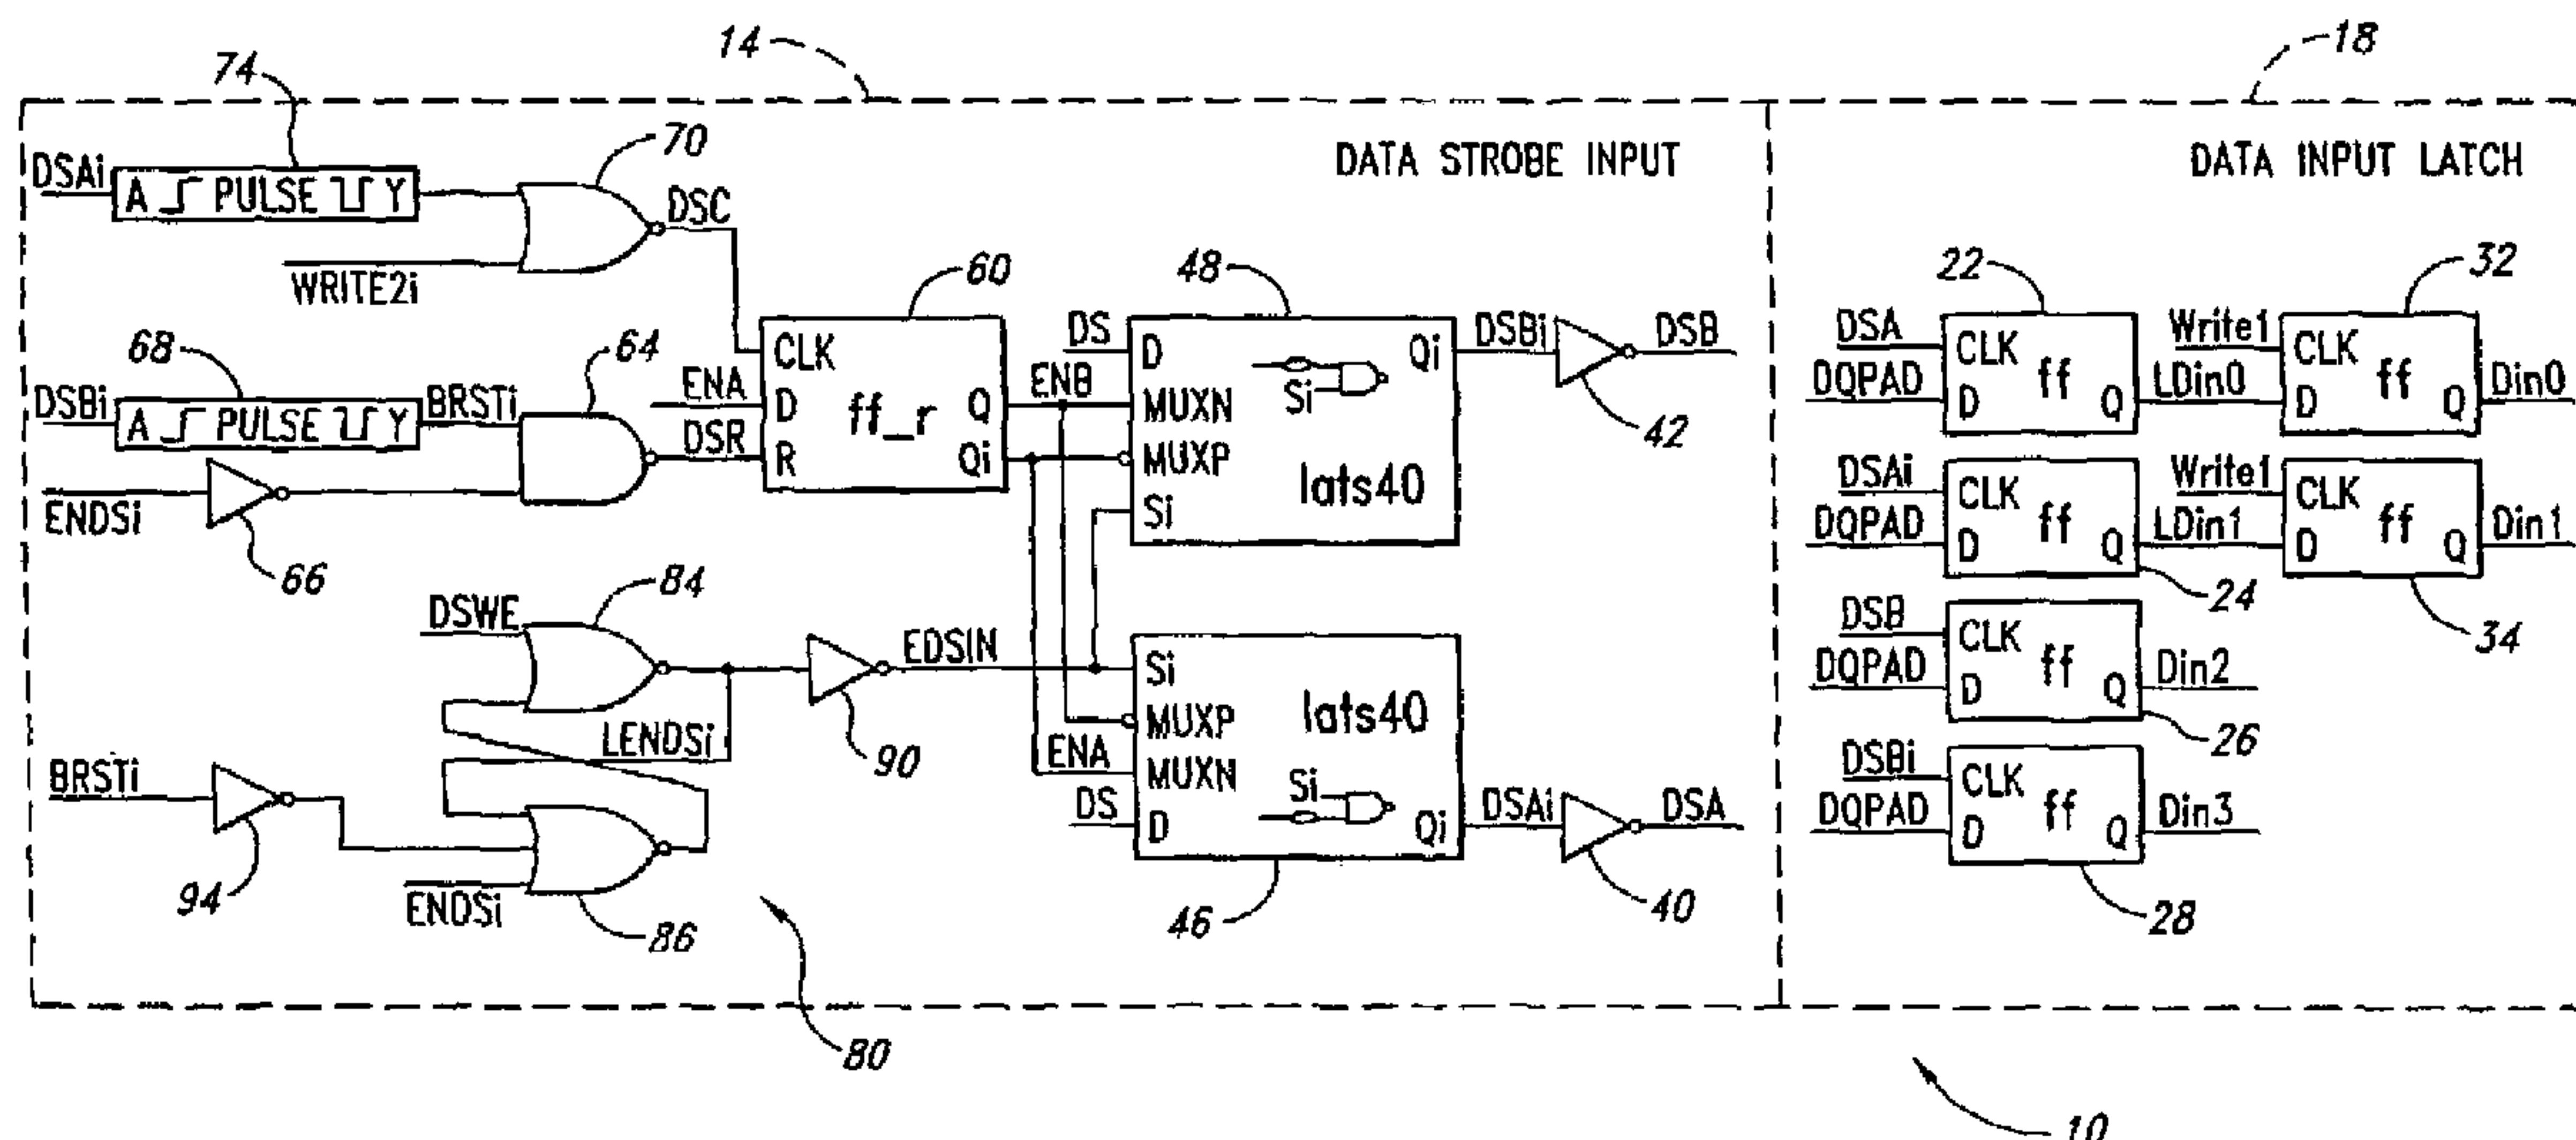 14
18
74
70
DSAi
A PULSE Y
DSC
WRITE2i
DATA STROBE INPUT
DATA INPUT LATCH
68
64
DSBi
A PULSE Y
BRSTi
DSR
ENDSi
66
60
ENA
CLK
D
R
ff_r
Q
Qi
ENB
48
DS
D
MUXN
MUXP
Si
Si
Qi
lats40
DSBi
DSB
42
DSWE
84
LENDSi
90
EDSIN
BRSTi
94
ENDSi
86
80
ENA
DS
Si
MUXP
MUXN
D
lats40
Si
Qi
46
DSAi
DSA
40
22
DSA
DQPAD
CLK
D
ff
Q
LDin0
32
Write1
CLK
D
ff
Q
Din0
DSAi
DQPAD
CLK
D
ff
Q
24
LDin1
Write1
CLK
D
ff
Q
34
Din1
DSB
DQPAD
CLK
D
ff
Q
Din2
26
DSBi
DQPAD
CLK
D
ff
Q
Din3
28
10